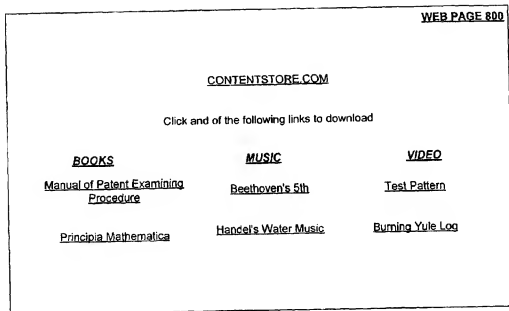 WEB PAGE 800
CONTENTSTORE.COM
Click and of the following links to download
BOOKS
Manual of Patent Examining
Procedure
Principia Mathematica
MUSIC
Beethoven's 5th
Handel's Water Music
VIDEO
Test Pattern
Burning Yule Log